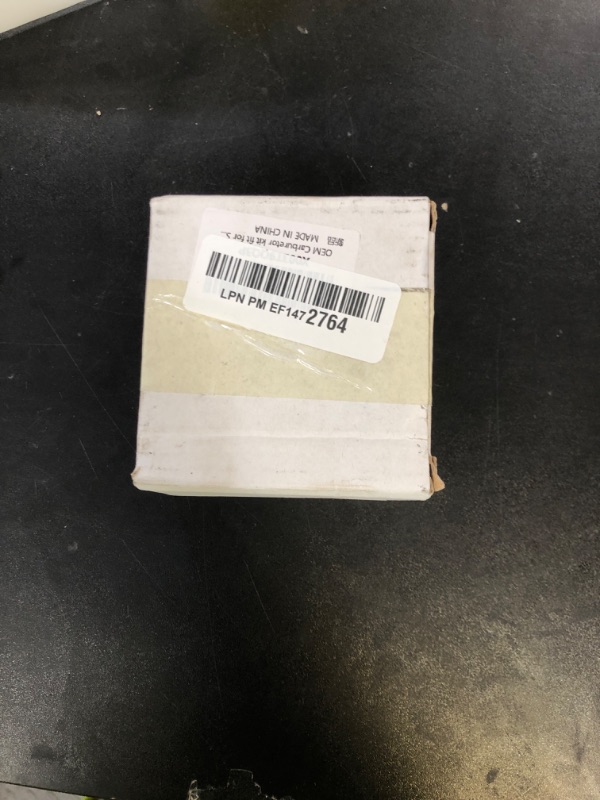 LPN PM EF1472764
OEM Carburetor kit fit for S...
MADE IN CHINA